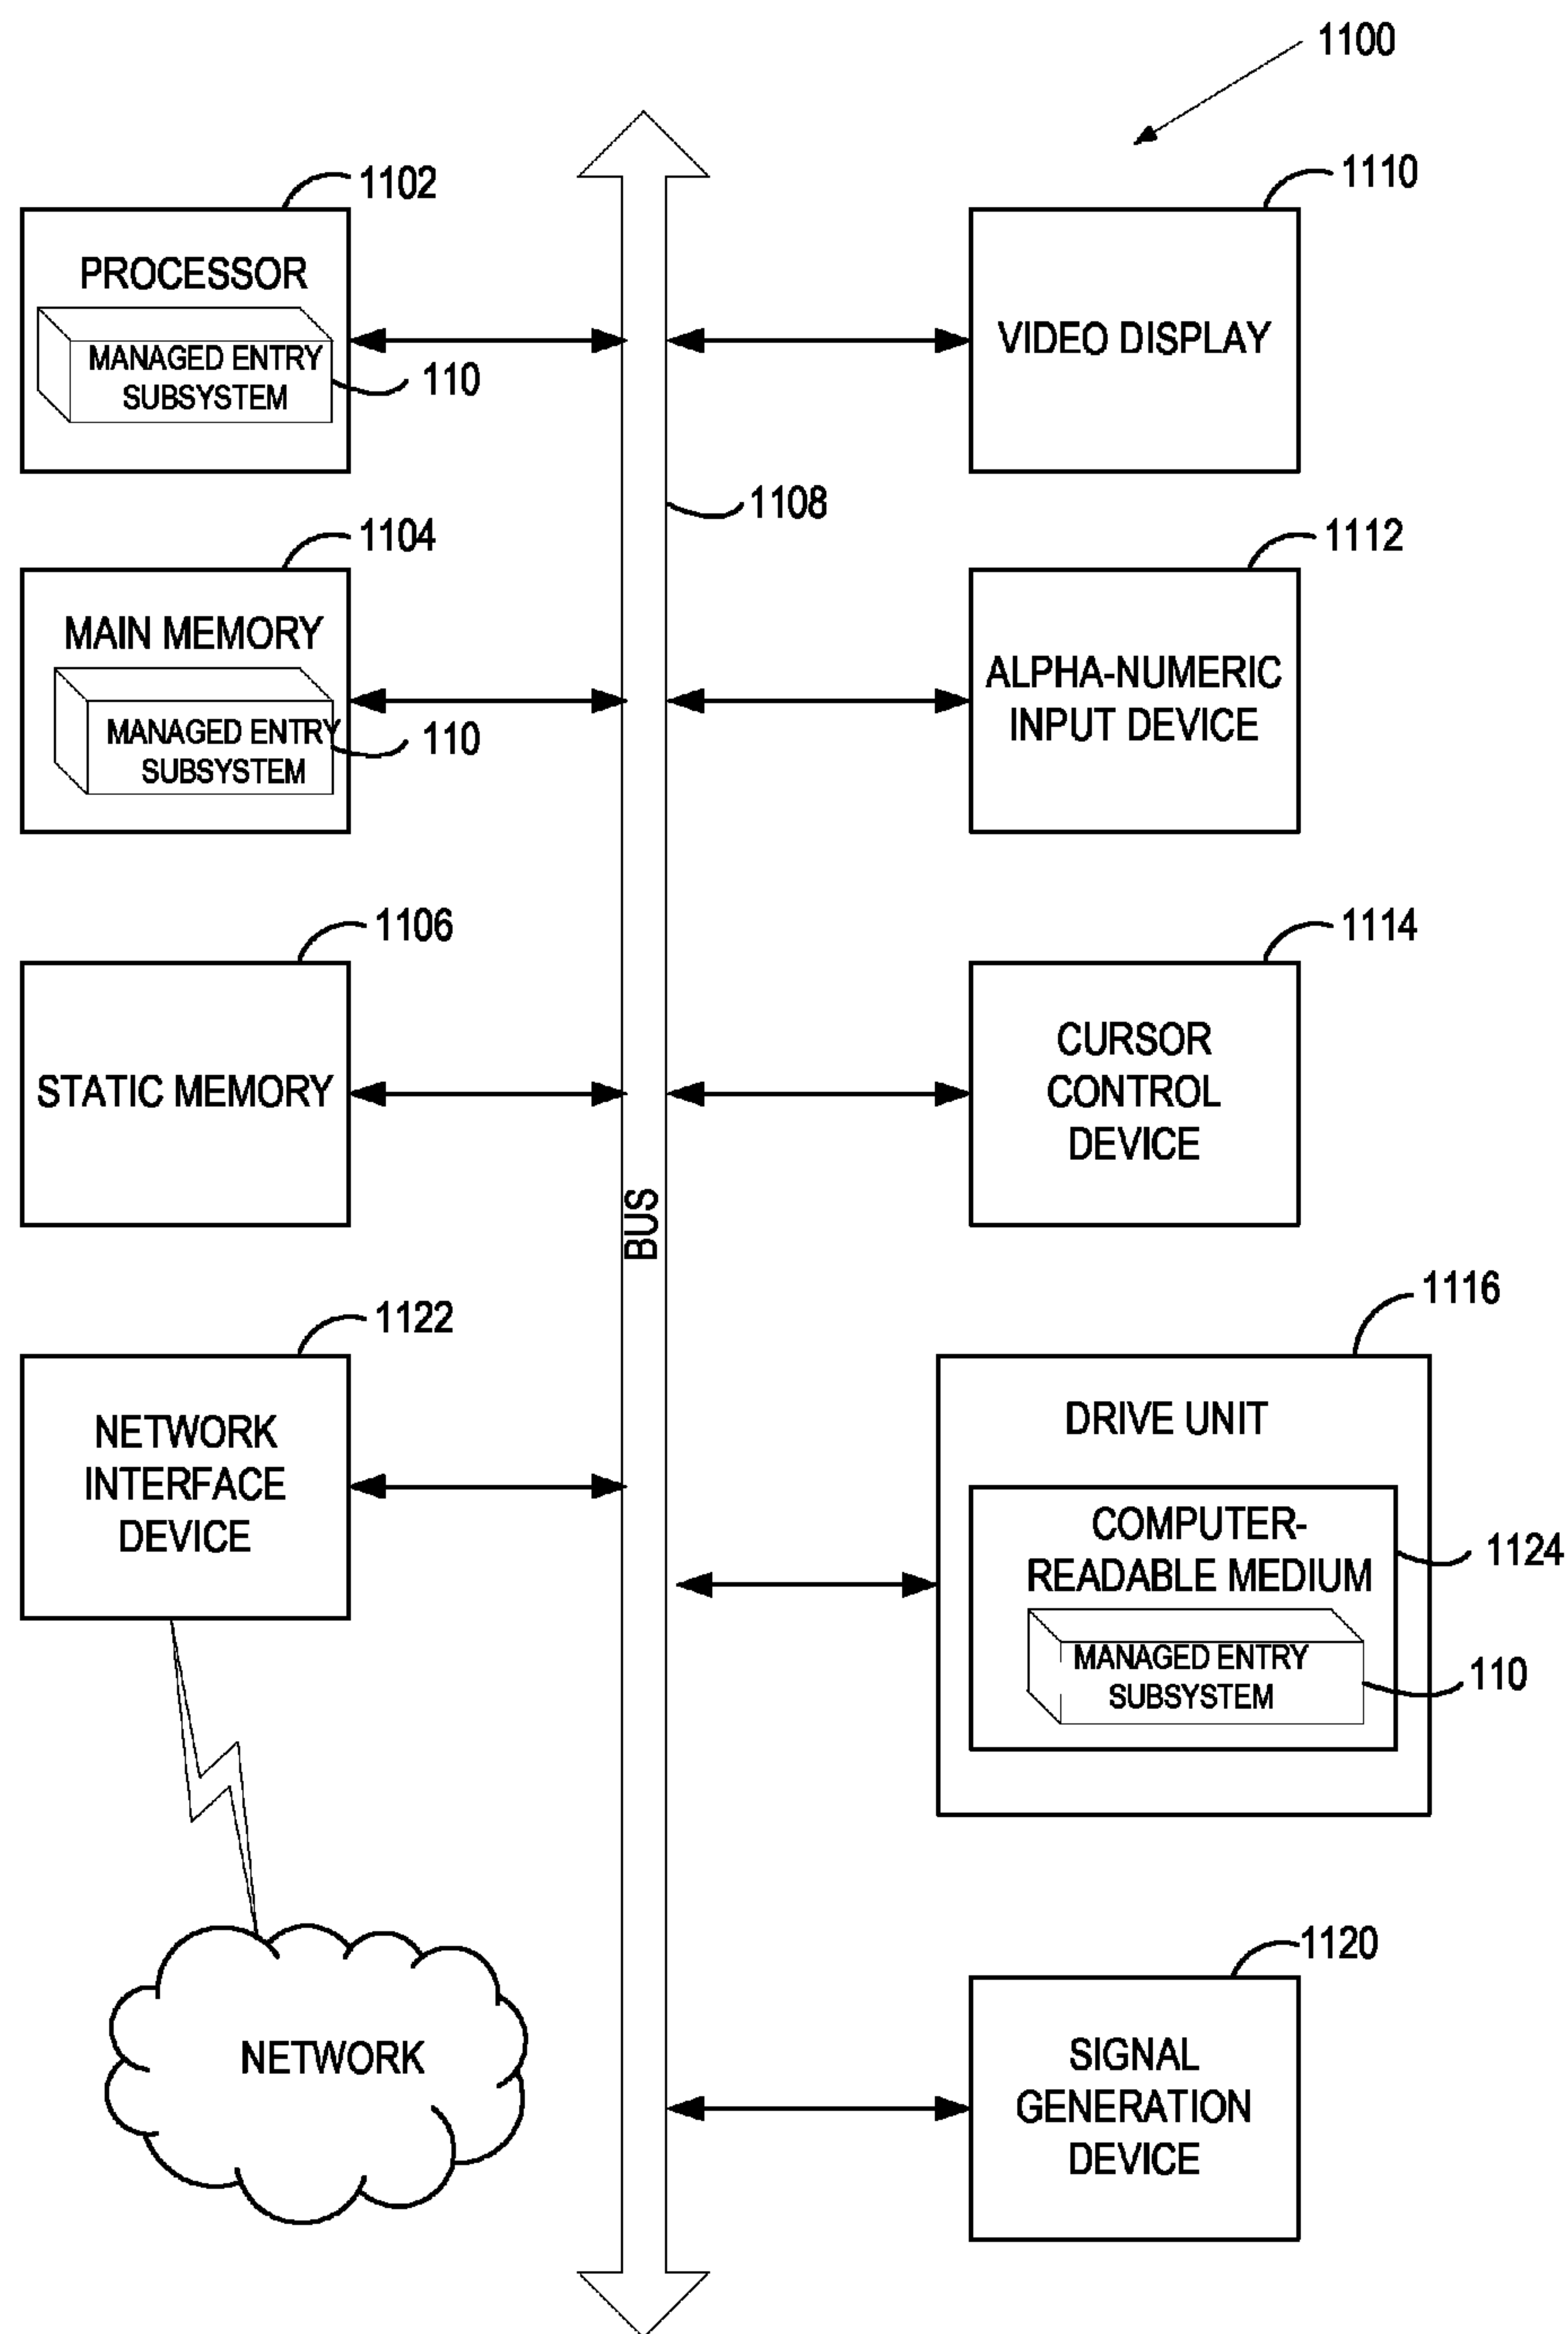 1100
1102
PROCESSOR
MANAGED ENTRY
SUBSYSTEM
110
1110
VIDEO DISPLAY
1108
1104
MAIN MEMORY
MANAGED ENTRY
SUBSYSTEM
110
1112
ALPHA-NUMERIC
INPUT DEVICE
1106
STATIC MEMORY
1114
CURSOR
CONTROL
DEVICE
BUS
1122
NETWORK
INTERFACE
DEVICE
1116
DRIVE UNIT
COMPUTER-
READABLE MEDIUM
1124
MANAGED ENTRY
SUBSYSTEM
110
NETWORK
1120
SIGNAL
GENERATION
DEVICE